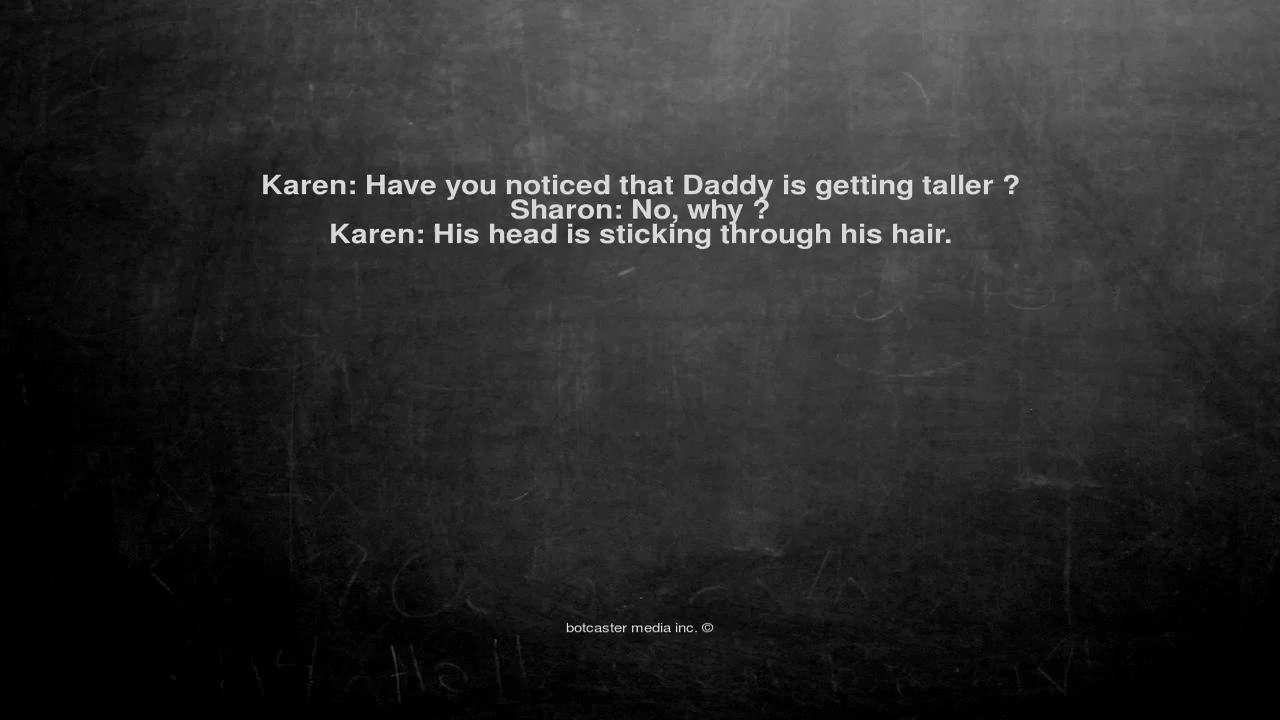 Karen: Have you noticed that Daddy is getting taller ?
Sharon: No, why ?
Karen: His head is sticking through his hair.
botcaster media inc. ©